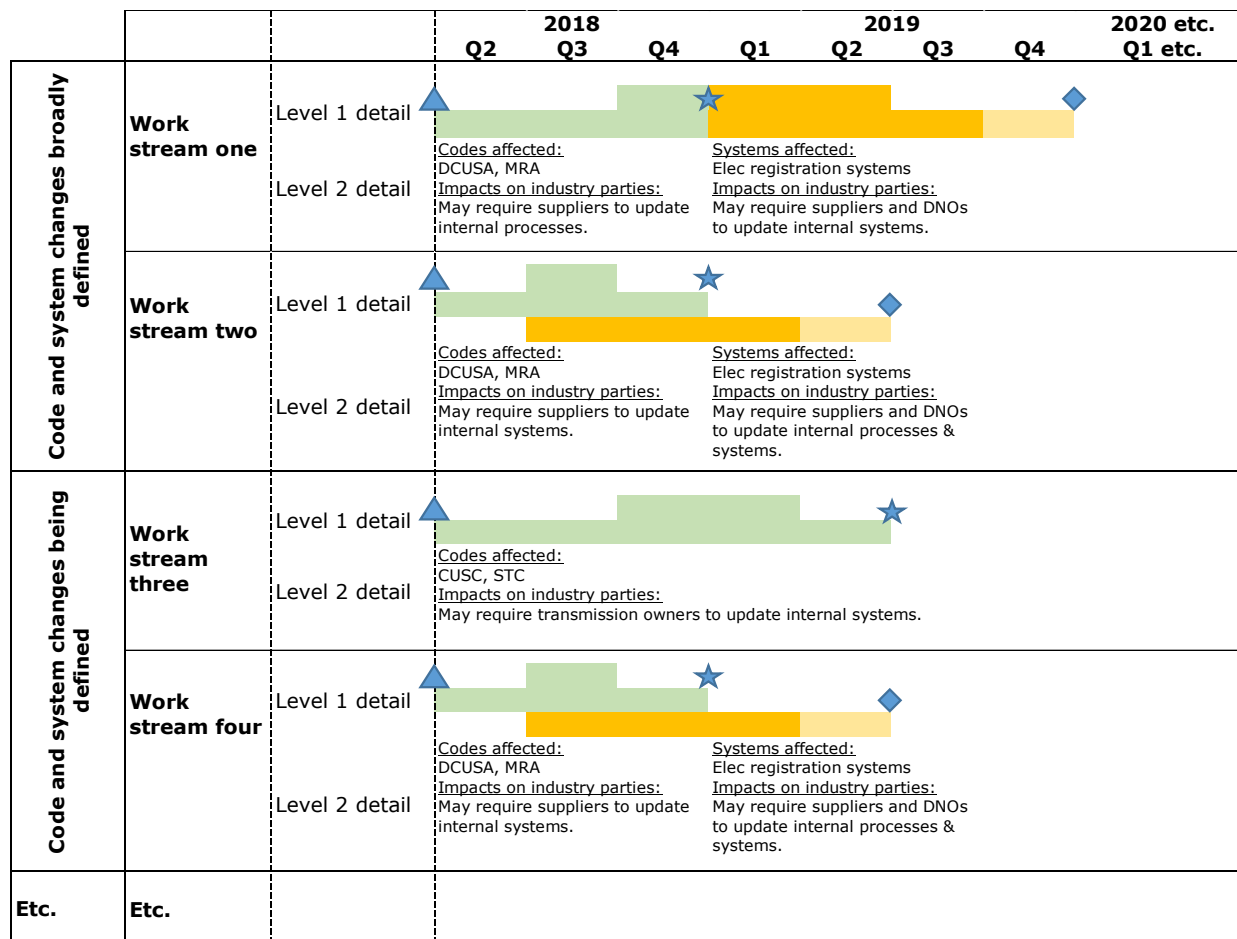 2018
2019
2020 etc.
Q2
Q3
Q4
Q1
Q2
Q3
Q4
Q1 etc.
Code and system changes broadly
defined
Work
stream one
Level 1 detail
Level 2 detail
Codes affected:
DCUSA, MRA
Impacts on industry parties:
May require suppliers to update
internal processes.
Systems affected:
Elec registration systems
Impacts on industry parties:
May require suppliers and DNOs
to update internal systems.
Work
stream two
Level 1 detail
Level 2 detail
Codes affected:
DCUSA, MRA
Impacts on industry parties:
May require suppliers to update
internal systems.
Systems affected:
Elec registration systems
Impacts on industry parties:
May require suppliers and DNOs
to update internal processes &
systems.
Code and system changes being
defined
Work
stream
three
Level 1 detail
Level 2 detail
Codes affected:
CUSC, STC
Impacts on industry parties:
May require transmission owners to update internal systems.
Work
stream four
Level 1 detail
Level 2 detail
Codes affected:
DCUSA, MRA
Impacts on industry parties:
May require suppliers to update
internal systems.
Systems affected:
Elec registration systems
Impacts on industry parties:
May require suppliers and DNOs
to update internal processes &
systems.
Etc.
Etc.